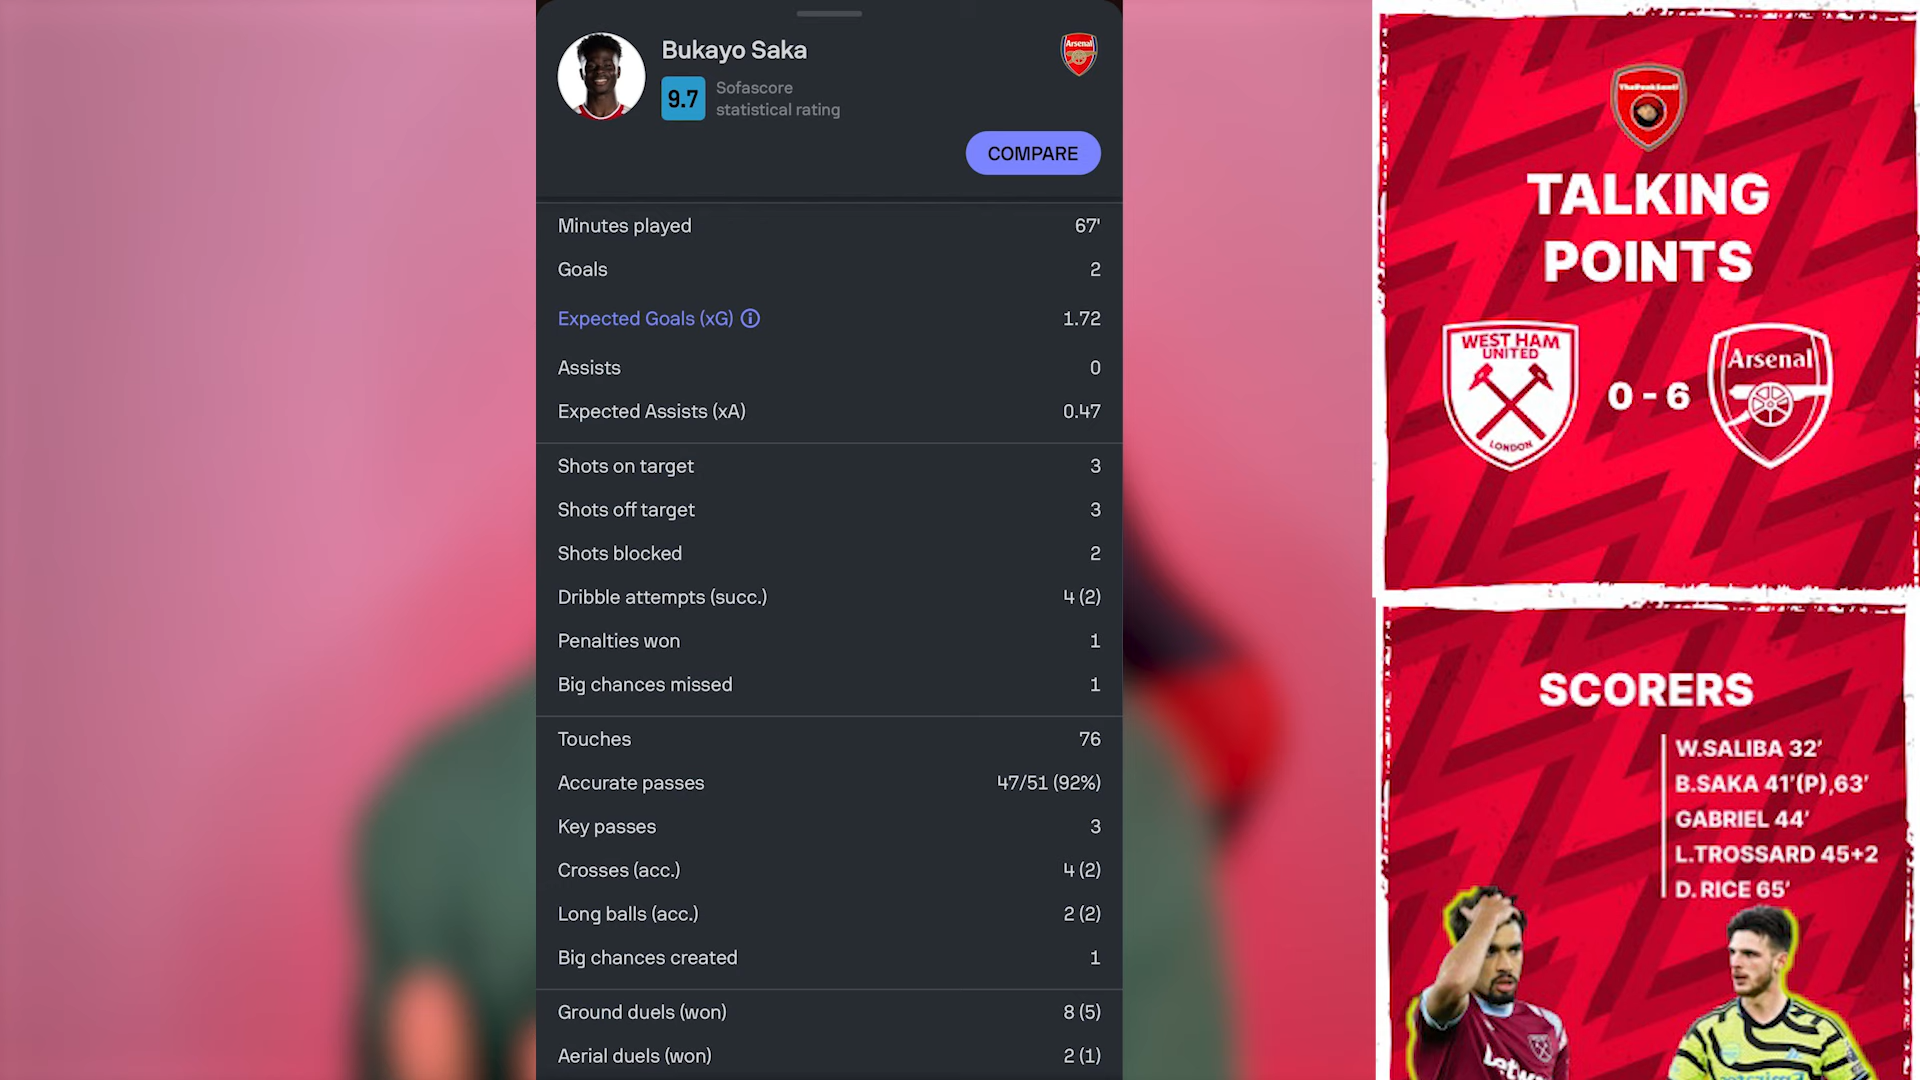 Bukayo Saka
Arsenal
9.7
Sofascore
statistical rating
COMPARE
Minutes played 67'
Goals 2
Expected Goals (xG) 1.72
Assists 0
Expected Assists (xA) 0.47
Shots on target 3
Shots off target 3
Shots blocked 2
Dribble attempts (succ.) 4 (2)
Penalties won 1
Big chances missed 1
Touches 76
Accurate passes 47/51 (92%)
Key passes 3
Crosses (acc.) 4 (2)
Long balls (acc.) 2 (2)
Big chances created 1
Ground duels (won) 8 (5)
Aerial duels (won) 2 (1)
TALKING
POINTS
WEST HAM
UNITED
LONDON
0 - 6
Arsenal
SCORERS
W.SALIBA 32'
B.SAKA 41'(P),63'
GABRIEL 44'
L.TROSSARD 45+2
D. RICE 65'